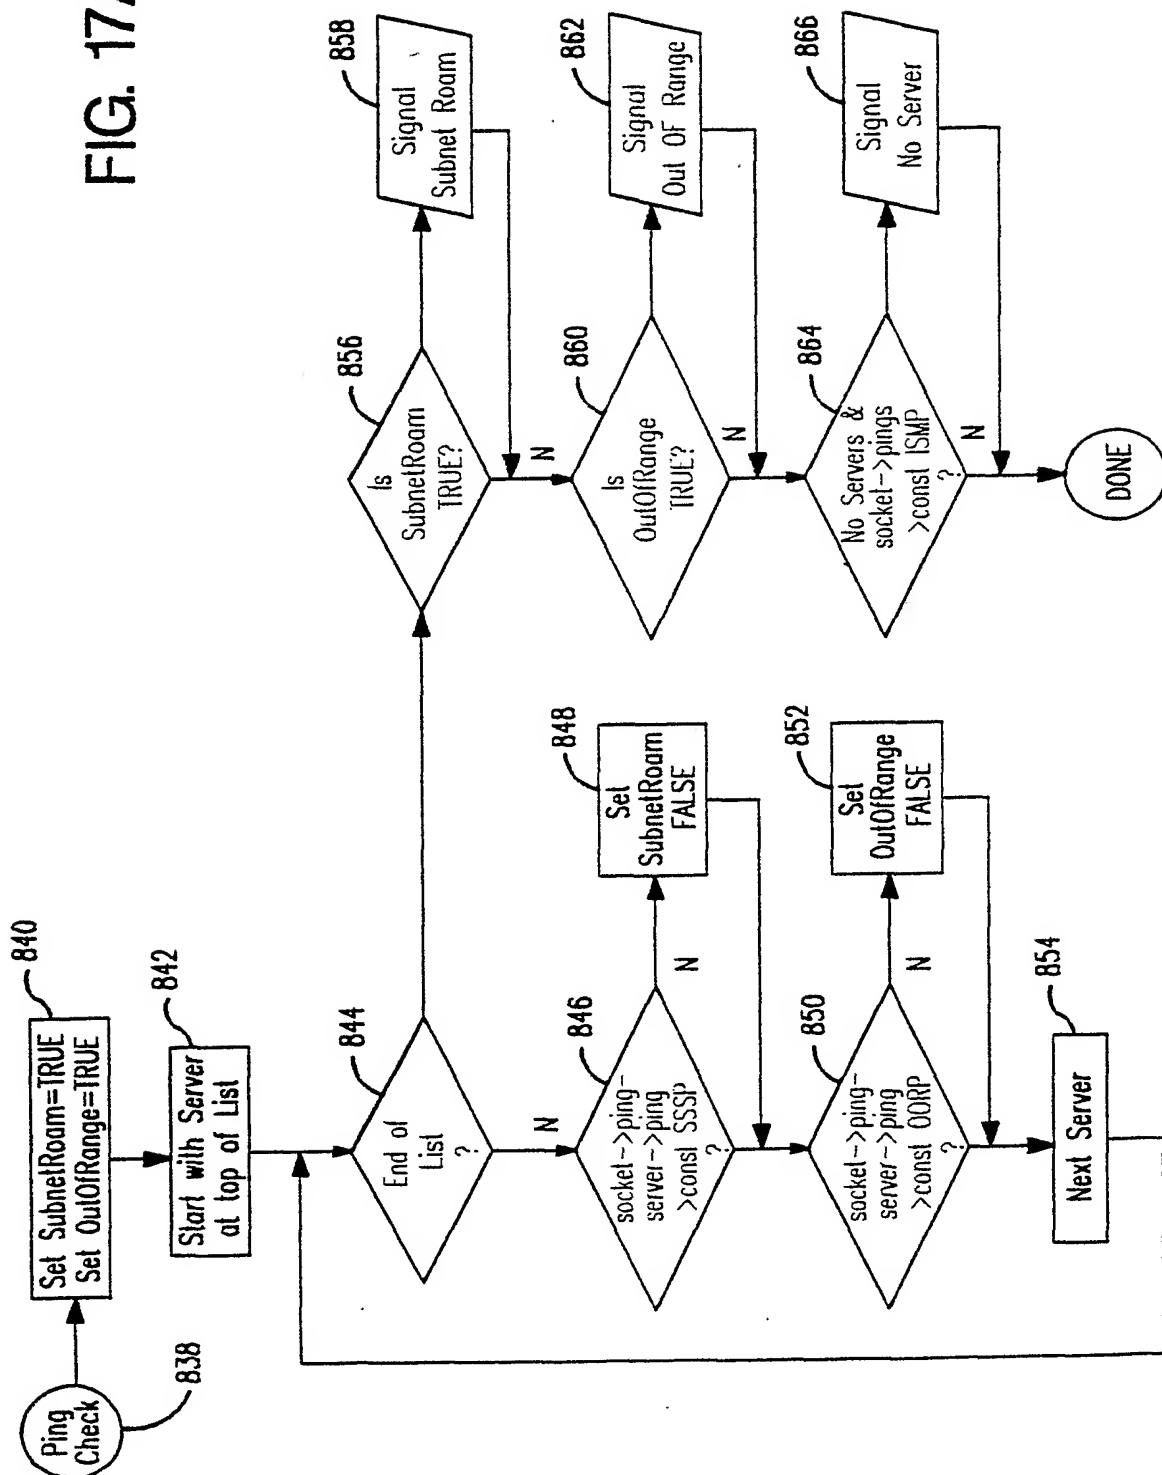 FIG. 17A
Ping
Check
838
Set SubnetRoam=TRUE
Set OutOfRange=TRUE
840
Start with Server
at top of List
842
End of
List
?
844
N
socket->ping-
server->ping
>const SSSP
?
846
N
Set
SubnetRoam
FALSE
848
socket->ping-
server->ping
>const OORP
?
850
N
Set
OutOfRange
FALSE
852
Next Server
854
Is
SubnetRoam
TRUE?
856
N
Signal
Subnet Roam
858
Is
OutOfRange
TRUE?
860
N
Signal
Out OF Range
862
No Servers &
socket->pings
>const ISMP
?
864
N
Signal
No Server
866
DONE